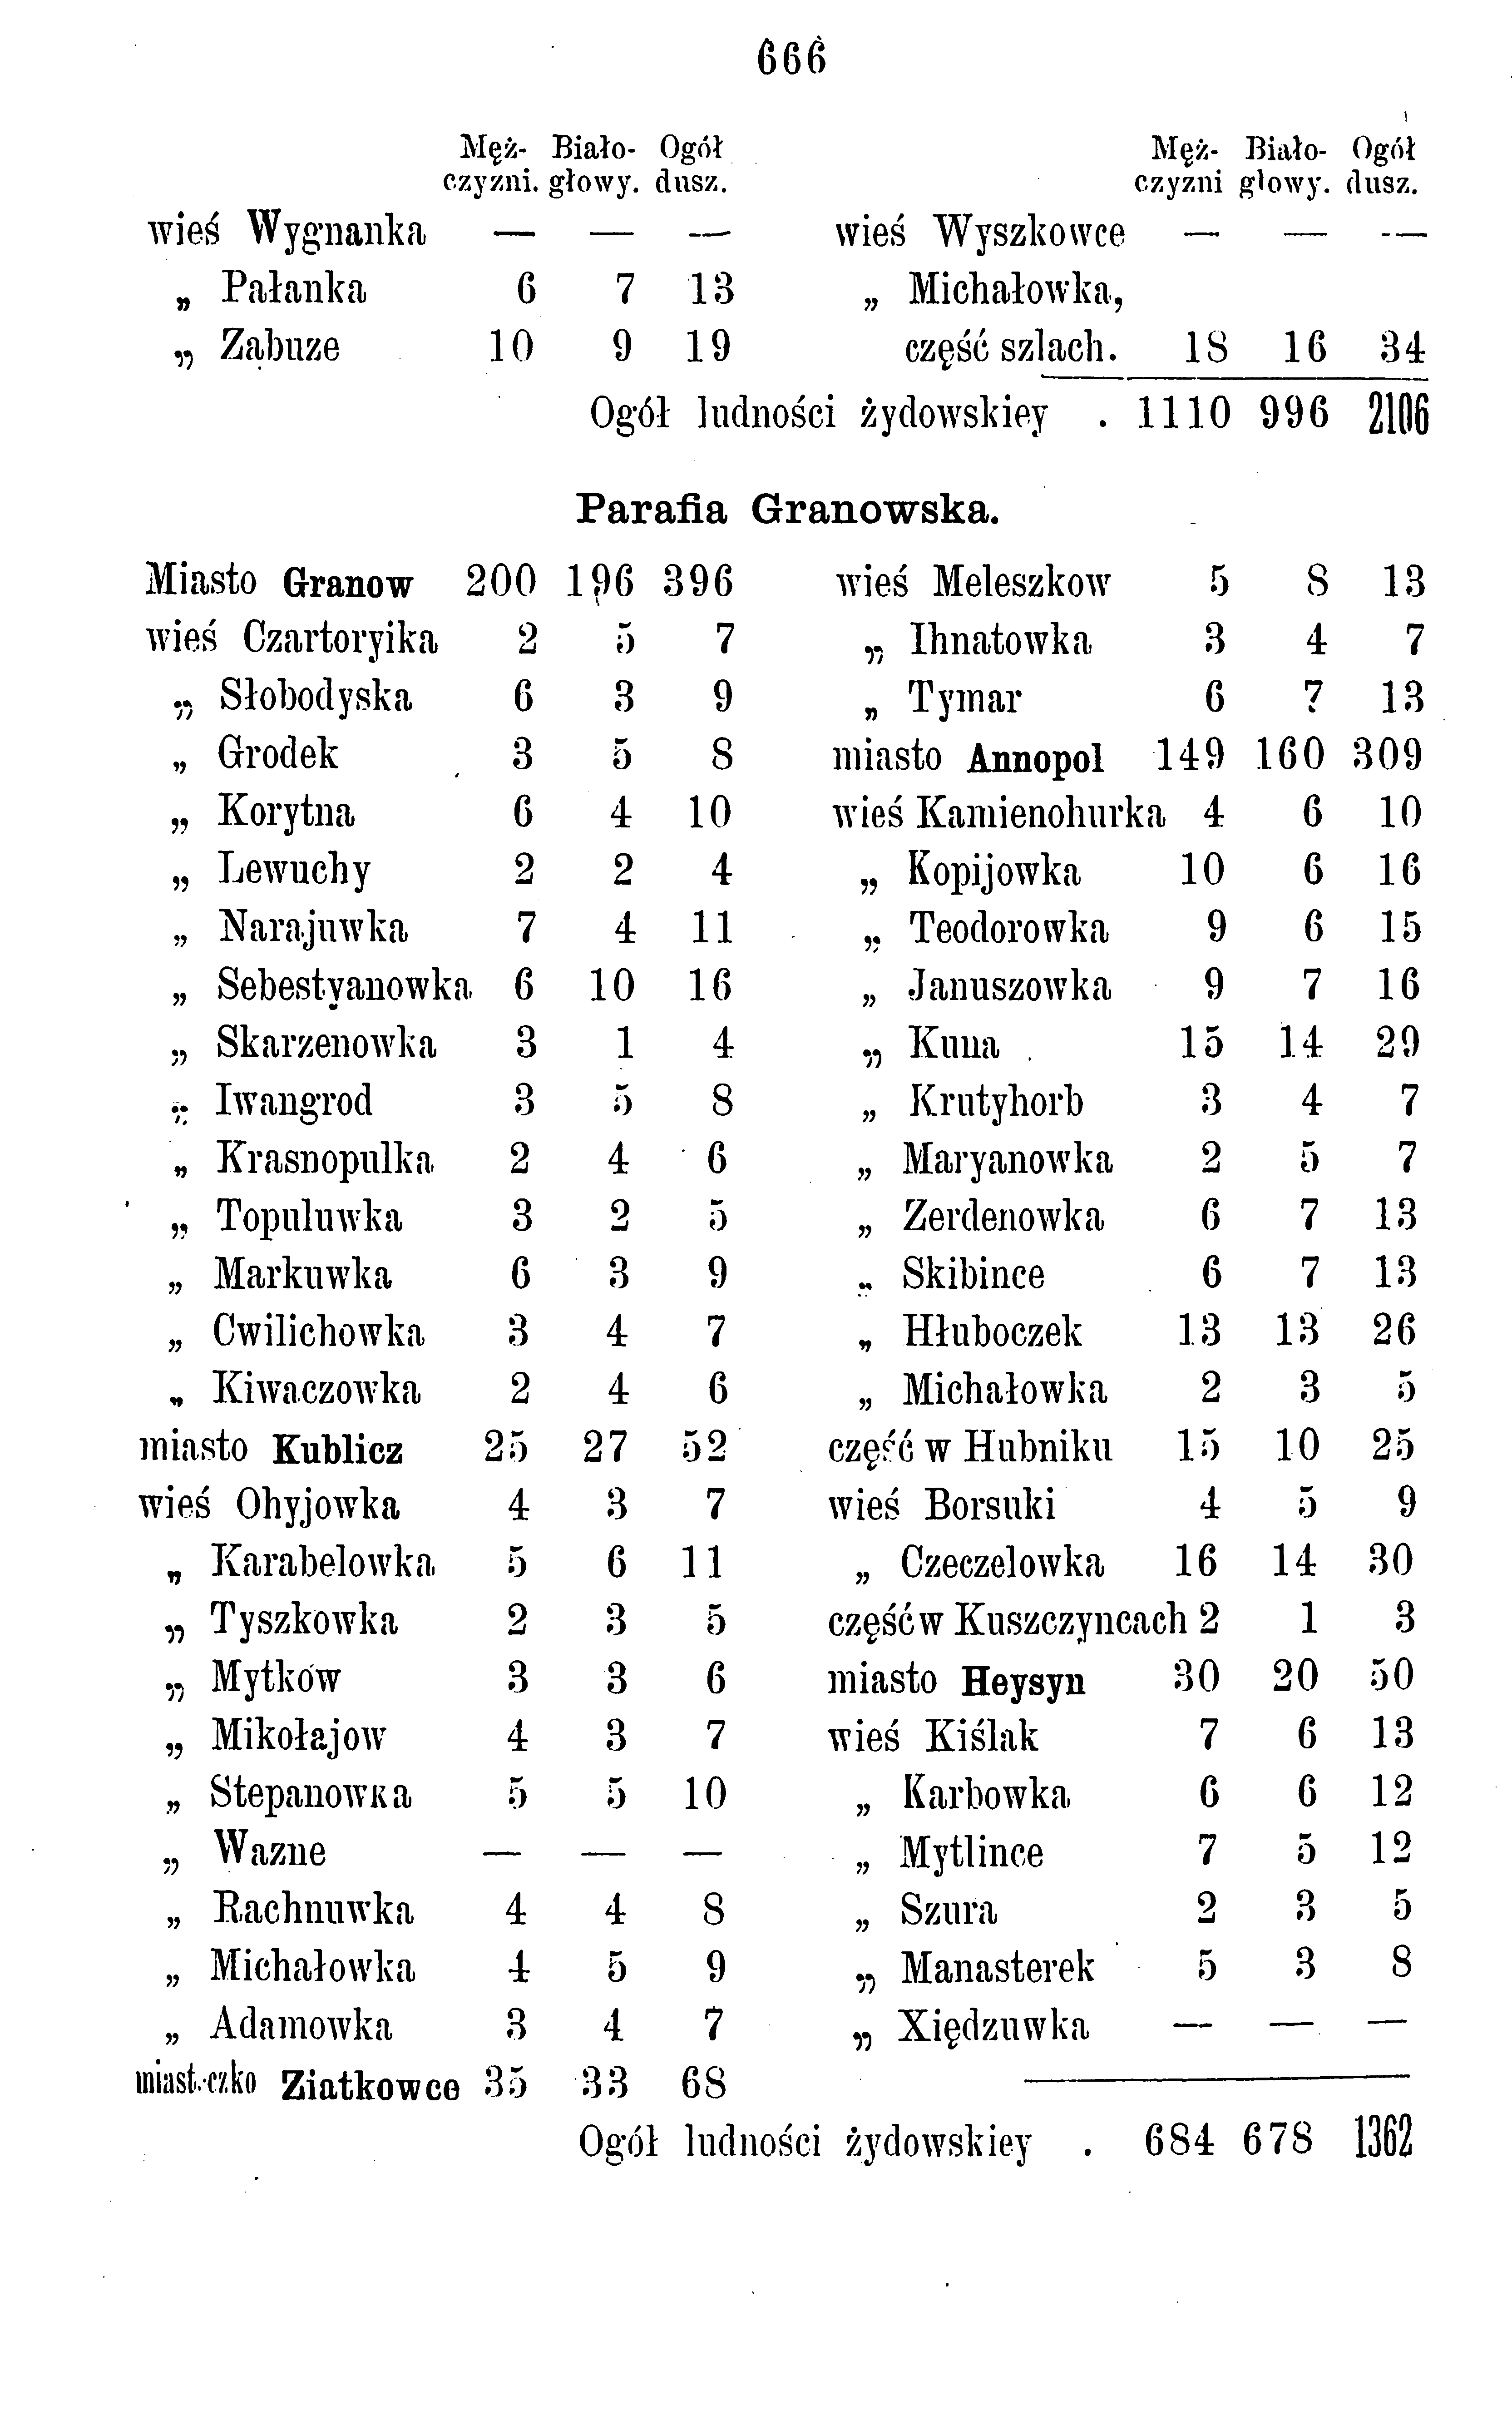 666
Męż- Biało- Ogół
czyzni. głowy. dusz.
wieś Wygnanka — — —
„ Pałanka 6 7 13
„ Ząbuze 10 9 19
Męż- Biało- Ogół
czyzni głowy. dusz.
wieś Wyszkowce — — —
„ Michałowka,
część szlach. 18 16 34
Ogół ludności żydowskiey . 1110 996 2106
Parafia Granowska.
Miasto Granow 200 196 396
wieś Czartoryika 2 5 7
„ Słobodyska 6 3 9
„ Grodek 3 5 8
„ Korytna 6 4 10
„ Lewuchy 2 2 4
„ Narajuwka 7 4 11
„ Sebestyanowka 6 10 16
„ Skarzenowka 3 1 4
„ Iwangrod 3 5 8
„ Krasnopulka 2 4 6
„ Topuluwka 3 2 5
„ Markuwka 6 3 9
„ Cwilichowka 3 4 7
„ Kiwaczowka 2 4 6
miasto Kublicz 25 27 52
wieś Ohyjowka 4 3 7
„ Karabelowka 5 6 11
„ Tyszkowka 2 3 5
„ Mytkow 3 3 6
„ Mikołajow 4 3 7
„ Stepanowka 5 5 10
„ Wazne — — —
„ Rachnuwka 4 4 8
„ Michałowka 4 5 9
„ Adamowka 3 4 7
miasteczko Ziatkowce 35 33 68
wieś Meleszkow 5 8 13
„ Ihnatowka 3 4 7
„ Tymar 6 7 13
miasto Annopol 149 160 309
wieś Kamienohurka 4 6 10
„ Kopijowka 10 6 16
„ Teodorowka 9 6 15
„ Januszowka 9 7 16
„ Kuna 15 14 29
„ Krutyhorb 3 4 7
„ Maryanowka 2 5 7
„ Zerdenowka 6 7 13
„ Skibince 6 7 13
„ Hłuboczek 13 13 26
„ Michałowka 2 3 5
część w Hubniku 15 10 25
wieś Borsuki 4 5 9
„ Czeczelowka 16 14 30
część w Kuszczyncach 2 1 3
miasto Heysyn 30 20 50
wieś Kiślak 7 6 13
„ Karbowka 6 6 12
„ Mytlince 7 5 12
„ Szura 2 3 5
„ Manasterek 5 3 8
„ Xiędzuwka — — —
Ogół ludności żydowskiey . 684 678 1362